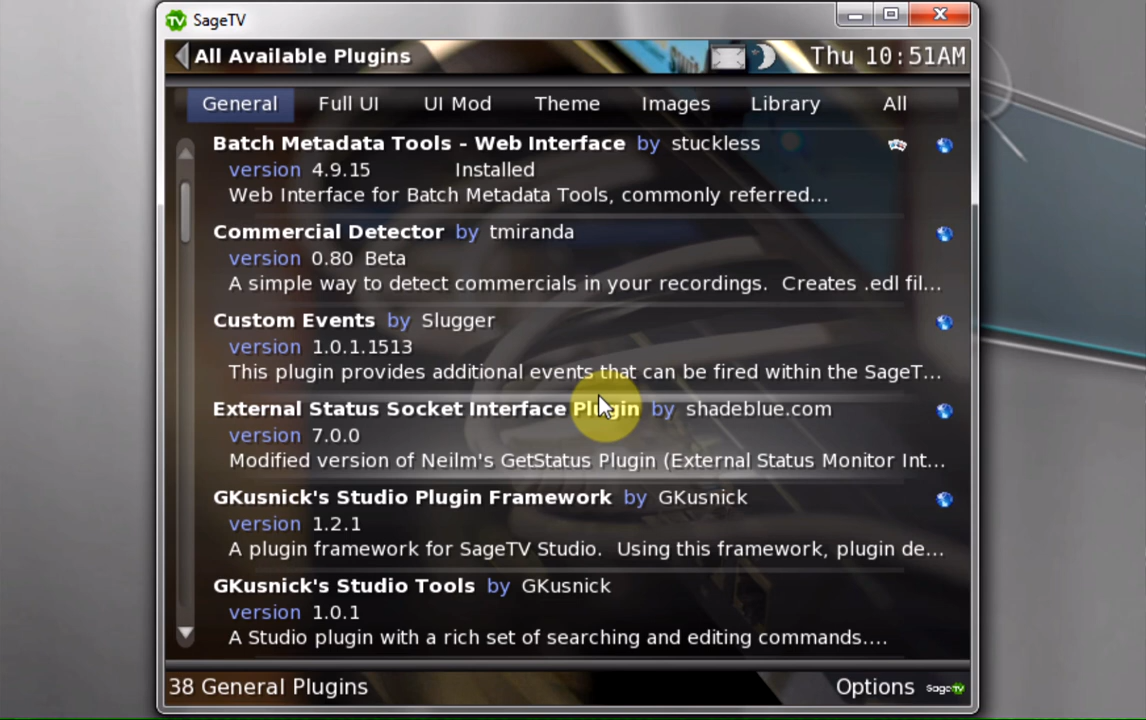 SageTV
All Available Plugins
Thu 10:51AM
General Full UI UI Mod Theme Images Library All
Batch Metadata Tools - Web Interface by stuckless
version 4.9.15 Installed
Web Interface for Batch Metadata Tools, commonly referred...
Commercial Detector by tmiranda
version 0.80 Beta
A simple way to detect commercials in your recordings. Creates .edl fil...
Custom Events by Slugger
version 1.0.1.1513
This plugin provides additional events that can be fired within the SageT...
External Status Socket Interface Plugin by shadeblue.com
version 7.0.0
Modified version of Neilm's GetStatus Plugin (External Status Monitor Int...
GKusnick's Studio Plugin Framework by GKusnick
version 1.2.1
A plugin framework for SageTV Studio. Using this framework, plugin de...
GKusnick's Studio Tools by GKusnick
version 1.0.1
A Studio plugin with a rich set of searching and editing commands....
38 General Plugins
Options SageTV